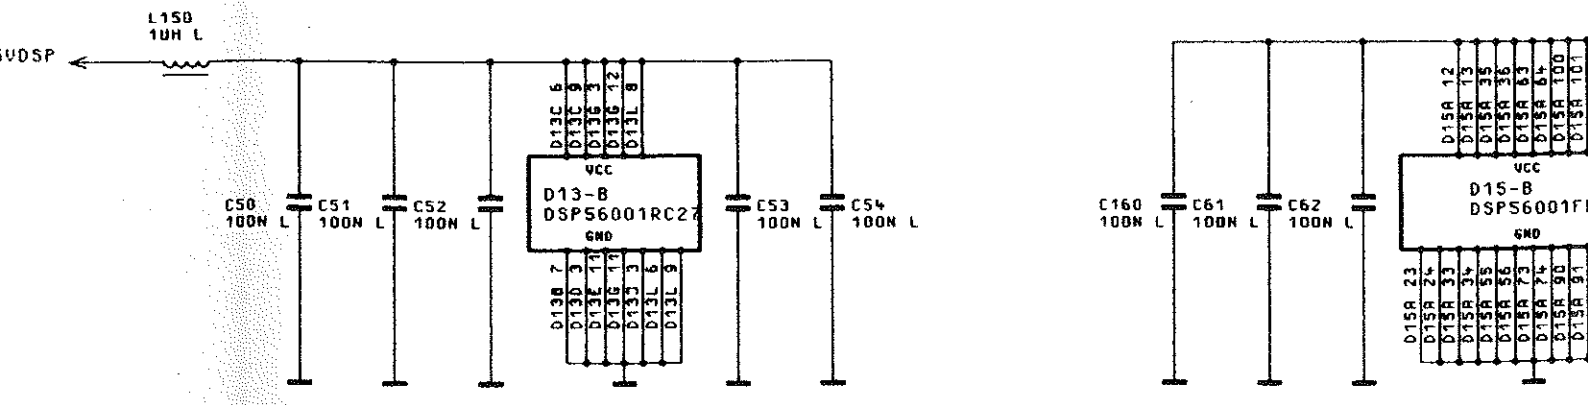 L150
1UH L
5VDSP
D13C 6
D13C 9
D13G 3
D13G 12
D13L 8
VCC
D13-B
DSP56001RC27
GND
C50
100N L
C51
100N L
C52
100N L
C53
100N L
C54
100N L
D13B 7
D13D 3
D13E 11
D13G 11
D13J 3
D13L 6
D13L 9
D15A 12
D15A 13
D15A 35
D15A 36
D15A 63
D15A 64
D15A 100
D15A 101
VCC
D15-B
DSP56001F
GND
C160
100N L
C61
100N L
C62
100N L
D15A 23
D15A 24
D15A 33
D15A 34
D15A 55
D15A 56
D15A 73
D15A 74
D15A 90
D15A 91